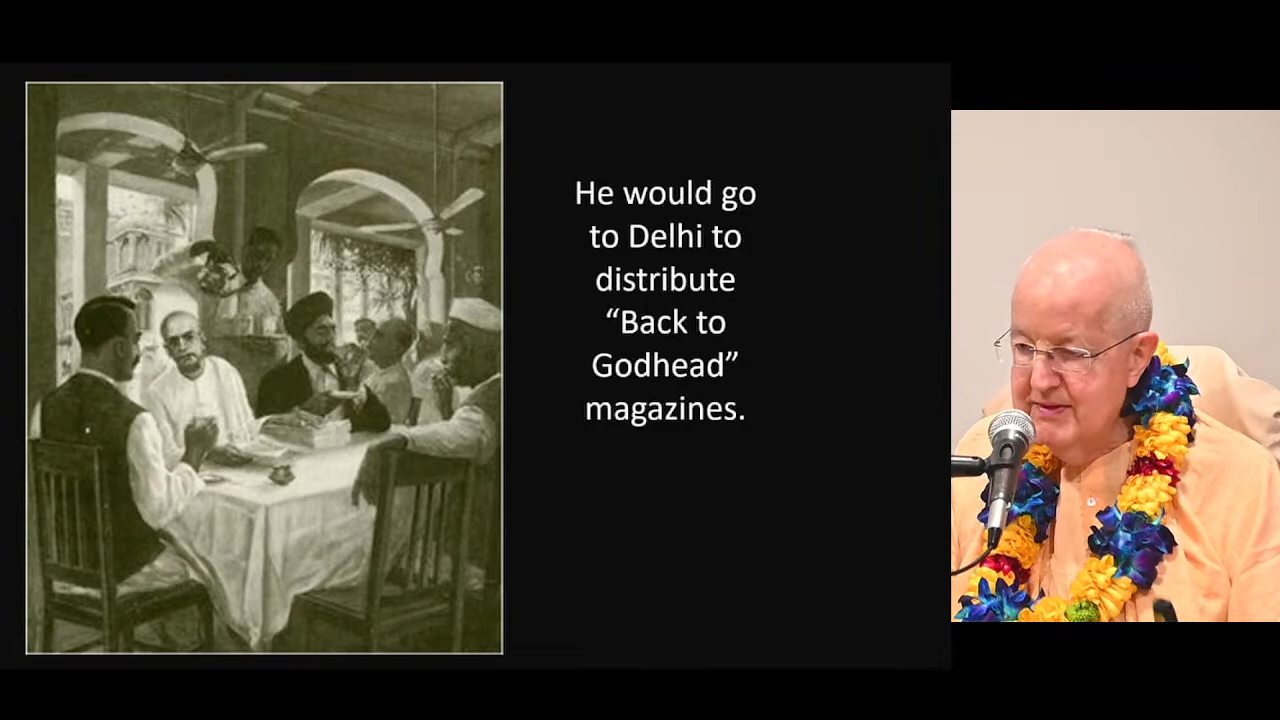 He would go
to Delhi to
distribute
“Back to
Godhead”
magazines.